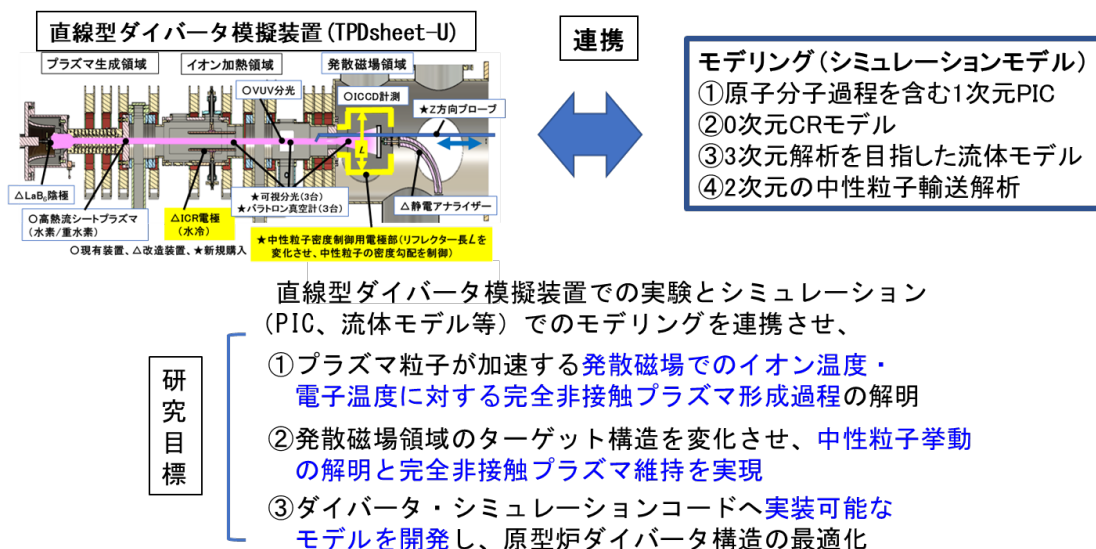 直線型ダイバータ模擬装置(TPDsheet-U)
連携
プラズマ生成領域
イオン加熱領域
発散磁場領域
○VUV分光
○ICCD計測
★Z方向プローブ
L
△LaB₆陰極
○高熱流シートプラズマ
(水素/重水素)
△ICR電極
(水冷)
★可視分光(3台)
★バラトロン真空計(3台)
△静電アナライザー
★中性粒子密度制御用電極部(リフレクター長Lを
変化させ、中性粒子の密度勾配を制御)
○現有装置、△改造装置、★新規購入
モデリング(シミュレーションモデル)
①原子分子過程を含む1次元PIC
②0次元CRモデル
③3次元解析を目指した流体モデル
④2次元の中性粒子輸送解析
直線型ダイバータ模擬装置での実験とシミュレーション
(PIC、流体モデル等) でのモデリングを連携させ、
研究目標
①プラズマ粒子が加速する発散磁場でのイオン温度・
電子温度に対する完全非接触プラズマ形成過程の解明
②発散磁場領域のターゲット構造を変化させ、中性粒子挙動
の解明と完全非接触プラズマ維持を実現
③ダイバータ・シミュレーションコードへ実装可能な
モデルを開発し、原型炉ダイバータ構造の最適化